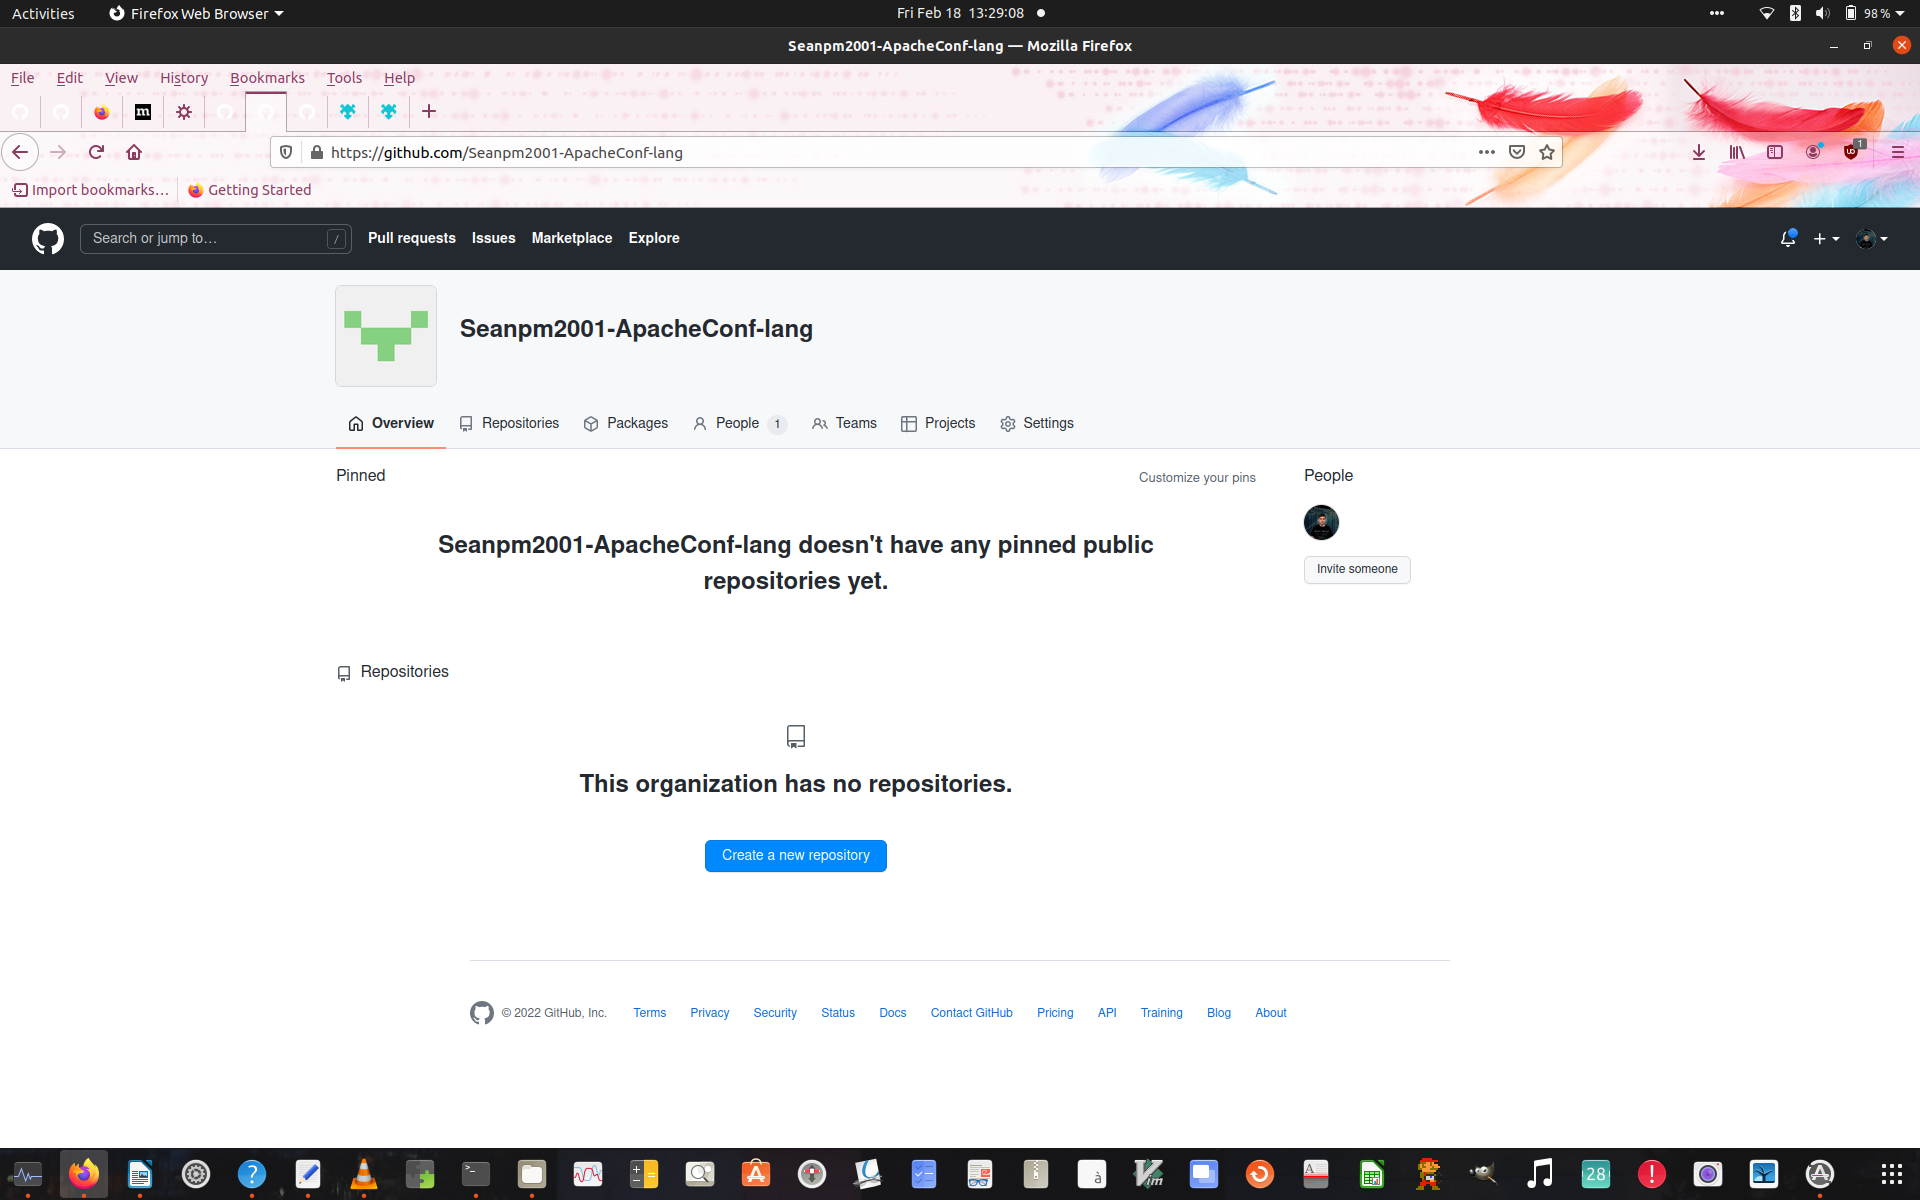 Activities Firefox Web Browser Fri Feb 18 13:29:08 98 %
Seanpm2001-ApacheConf-lang — Mozilla Firefox
File Edit View History Bookmarks Tools Help
m
https://github.com/Seanpm2001-ApacheConf-lang 1
Import bookmarks... Getting Started
Search or jump to... / Pull requests Issues Marketplace Explore
Seanpm2001-ApacheConf-lang
Overview Repositories Packages People 1 Teams Projects Settings
Pinned Customize your pins People
Seanpm2001-ApacheConf-lang doesn't have any pinned public
repositories yet.
Invite someone
Repositories
This organization has no repositories.
Create a new repository
© 2022 GitHub, Inc. Terms Privacy Security Status Docs Contact GitHub Pricing API Training Blog About
28